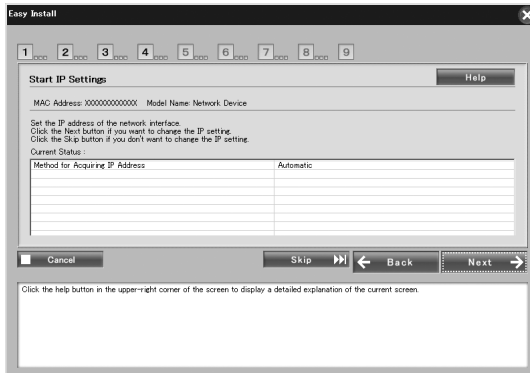 Easy Install
1 2 3 4 5 6 7 8 9
Start IP Settings
Help
MAC Address: XXXXXXXXXXXX Model Name: Network Device
Set the IP address of the network interface.
Click the Next button if you want to change the IP setting.
Click the Skip button if you don't want to change the IP setting.
Current Status :
Method for Acquiring IP Address Automatic
Cancel Skip Back Next
Click the help button in the upper-right corner of the screen to display a detailed explanation of the current screen.